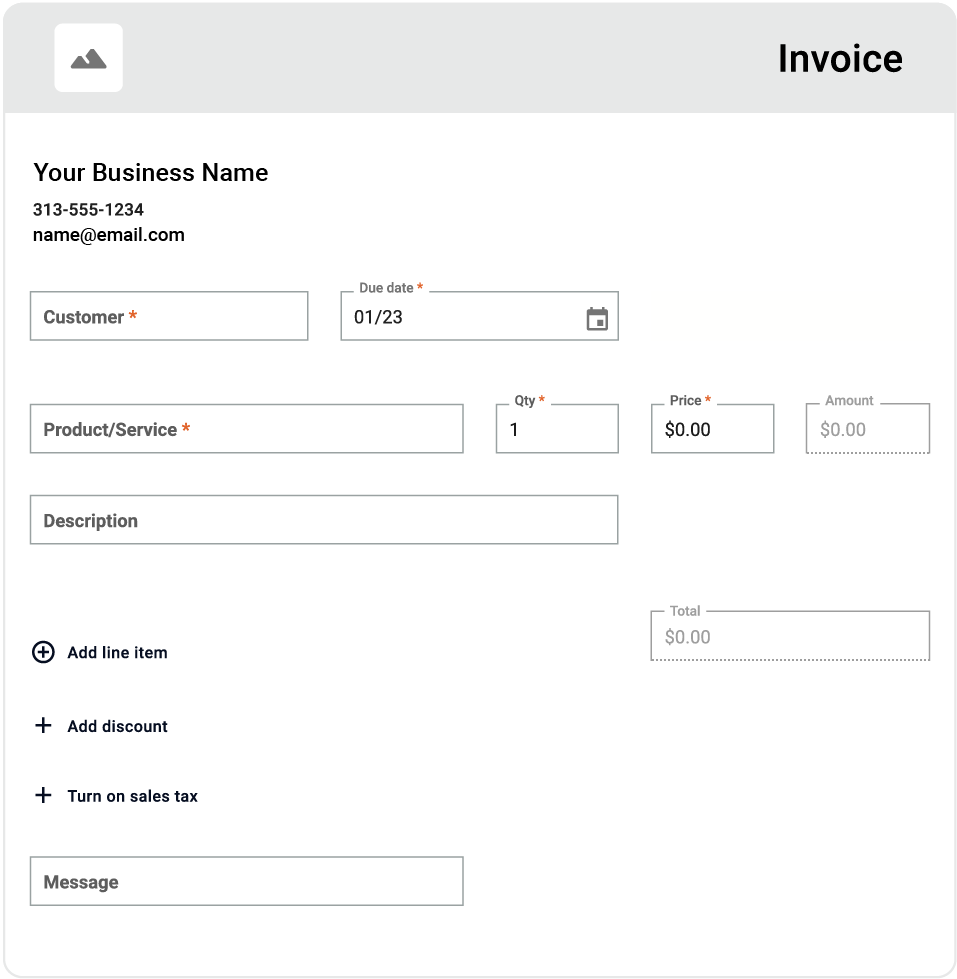 Invoice
Your Business Name
313-555-1234
name@email.com
Customer *
Due date *
01/23
Product/Service *
Qty *
1
Price *
$0.00
Amount
$0.00
Description
Total
$0.00
Add line item
Add discount
Turn on sales tax
Message